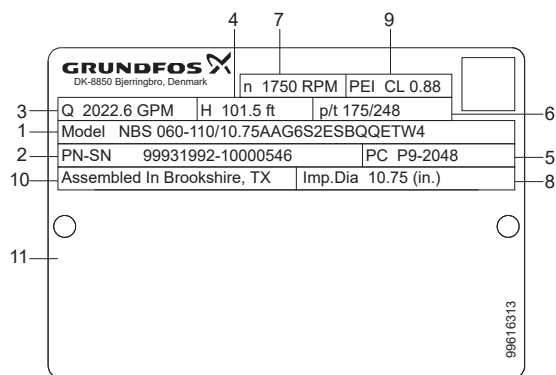 4 7 9
GRUNDFOS
DK-8850 Bjerringbro, Denmark
n 1750 RPM PEI CL 0.88
3 Q 2022.6 GPM H 101.5 ft p/t 175/248 6
1 Model NBS 060-110/10.75AAG6S2ESBQQETW4
2 PN-SN 99931992-10000546 PC P9-2048 5
10 Assembled In Brookshire, TX Imp.Dia 10.75 (in.) 8
11
99616313